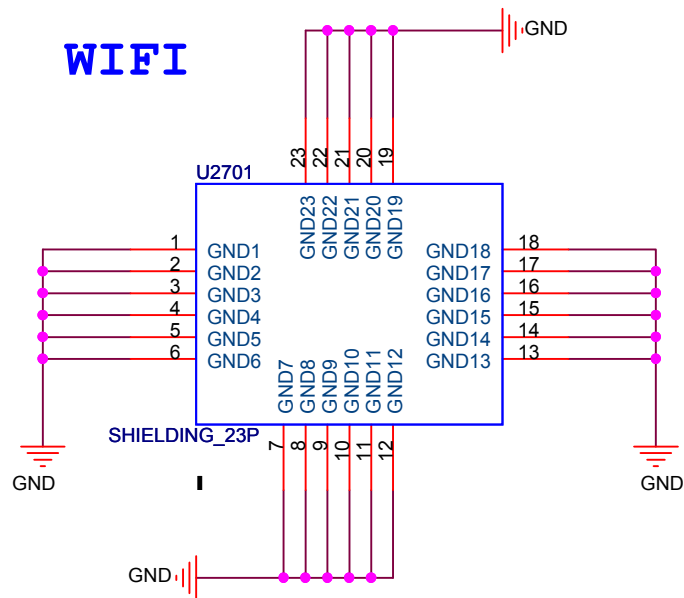 GND
WIFI
23 22 21 20 19
U2701
GND23 GND22 GND21 GND20 GND19
1 GND1 GND18 18
2 GND2 GND17 17
3 GND3 GND16 16
4 GND4 GND15 15
5 GND5 GND14 14
6 GND6 GND13 13
GND7 GND8 GND9 GND10 GND11 GND12
SHIELDING_23P
7 8 9 10 11 12
GND GND
GND